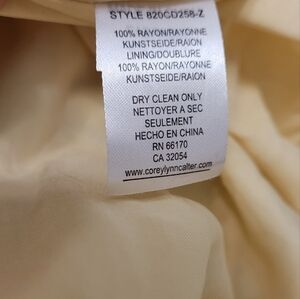 STYLE 820CD25B-Z
100% RAYON/RAYONNE
KUNSTSEIDE/RAION
LINING/DOUBLURE
100% RAYON/RAYONNE
KUNSTSEIDE/RAION
DRY CLEAN ONLY
NETTOYER A SEC
SEULEMENT
HECHO EN CHINA
RN 66170
CA 32054
www.coreylynncalter.com